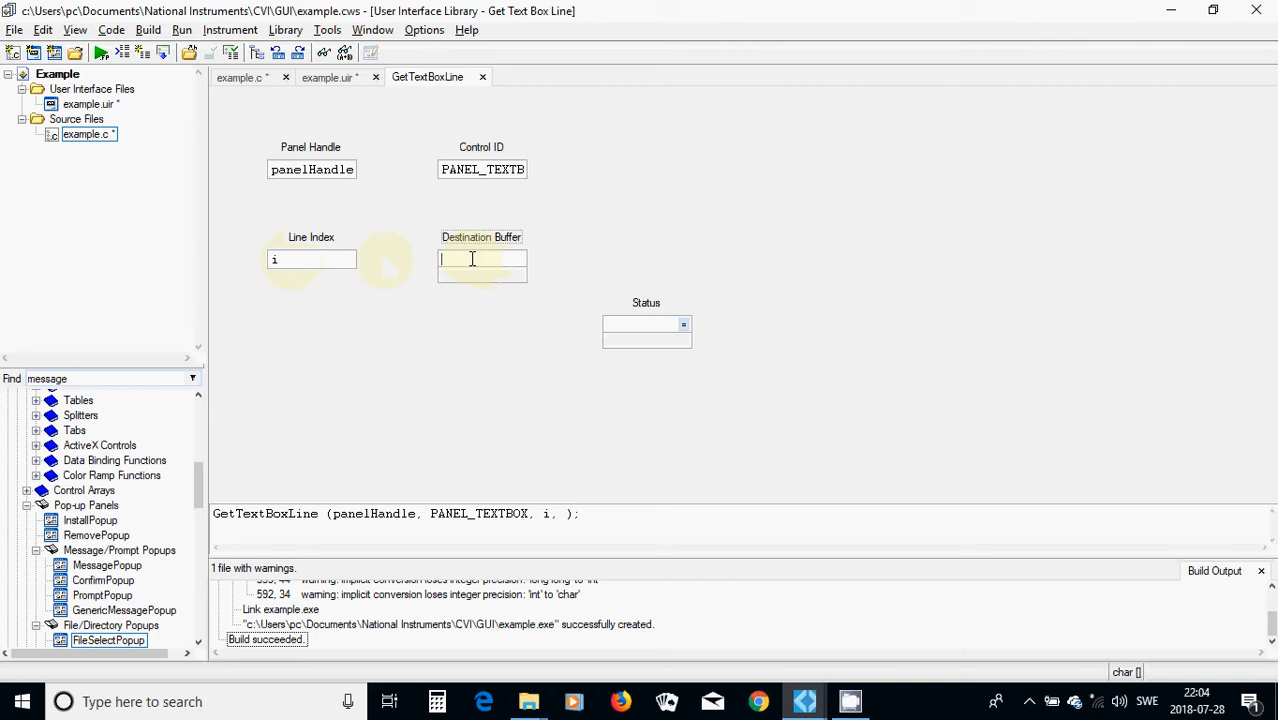 c:\Users\pc\Documents\National Instruments\CVI\GUI\example.cws - [User Interface Library - Get Text Box Line]
File Edit View Code Build Run Instrument Library Tools Window Options Help
Example
User Interface Files
example.uir *
Source Files
example.c *
example.c * example.uir * GetTextBoxLine
Panel Handle Control ID
panelHandle PANEL_TEXTB
Line Index Destination Buffer
i
Status
Find message
Tables
Splitters
Tabs
ActiveX Controls
Data Binding Functions
Color Ramp Functions
Control Arrays
Pop-up Panels
InstallPopup
RemovePopup
Message/Prompt Popups
MessagePopup
ConfirmPopup
PromptPopup
GenericMessagePopup
File/Directory Popups
FileSelectPopup
GetTextBoxLine (panelHandle, PANEL_TEXTBOX, i, );
1 file with warnings. Build Output
594, 34 warning: implicit conversion loses integer precision: 'int' to 'char'
Link example.exe
"c:\Users\pc\Documents\National Instruments\CVI\GUI\example.exe" successfully created.
Build succeeded.
char []
Type here to search
SWE
22:04
2018-07-28